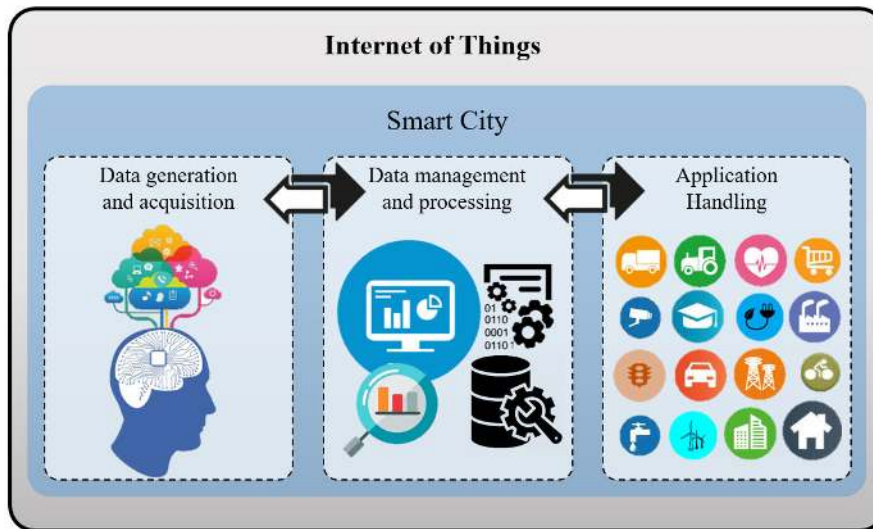 Internet of Things
Smart City
Data generation
and acquisition
Data management
and processing
Application
Handling
01
0110
0001
0110